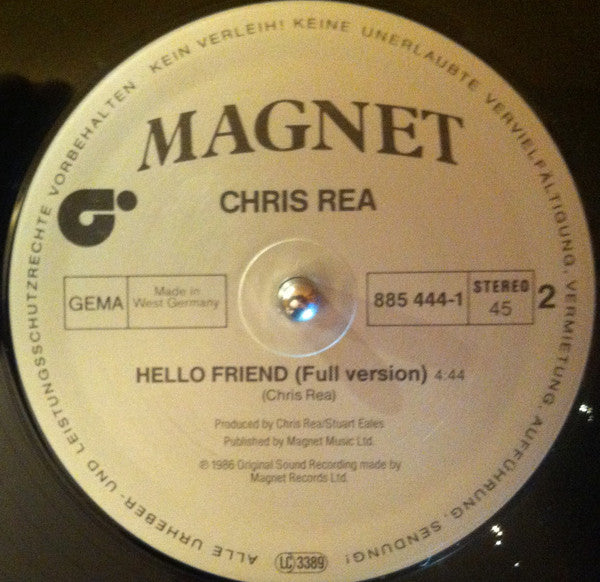 ALLE URHEBER- UND LEISTUNGSSCHUTZRECHTE VORBEHALTEN KEIN VERLEIH! KEINE UNERLAUBTE VERVIELFÄLTIGUNG, VERMIETUNG, AUFFÜHRUNG, SENDUNG!
MAGNET
CHRIS REA
GEMA
Made in
West Germany
885 444-1
STEREO
45
2
HELLO FRIEND (Full version) 4:44
(Chris Rea)
Produced by Chris Rea/Stuart Eales
Published by Magnet Music Ltd.
℗ 1986 Original Sound Recording made by
Magnet Records Ltd.
LC 3389